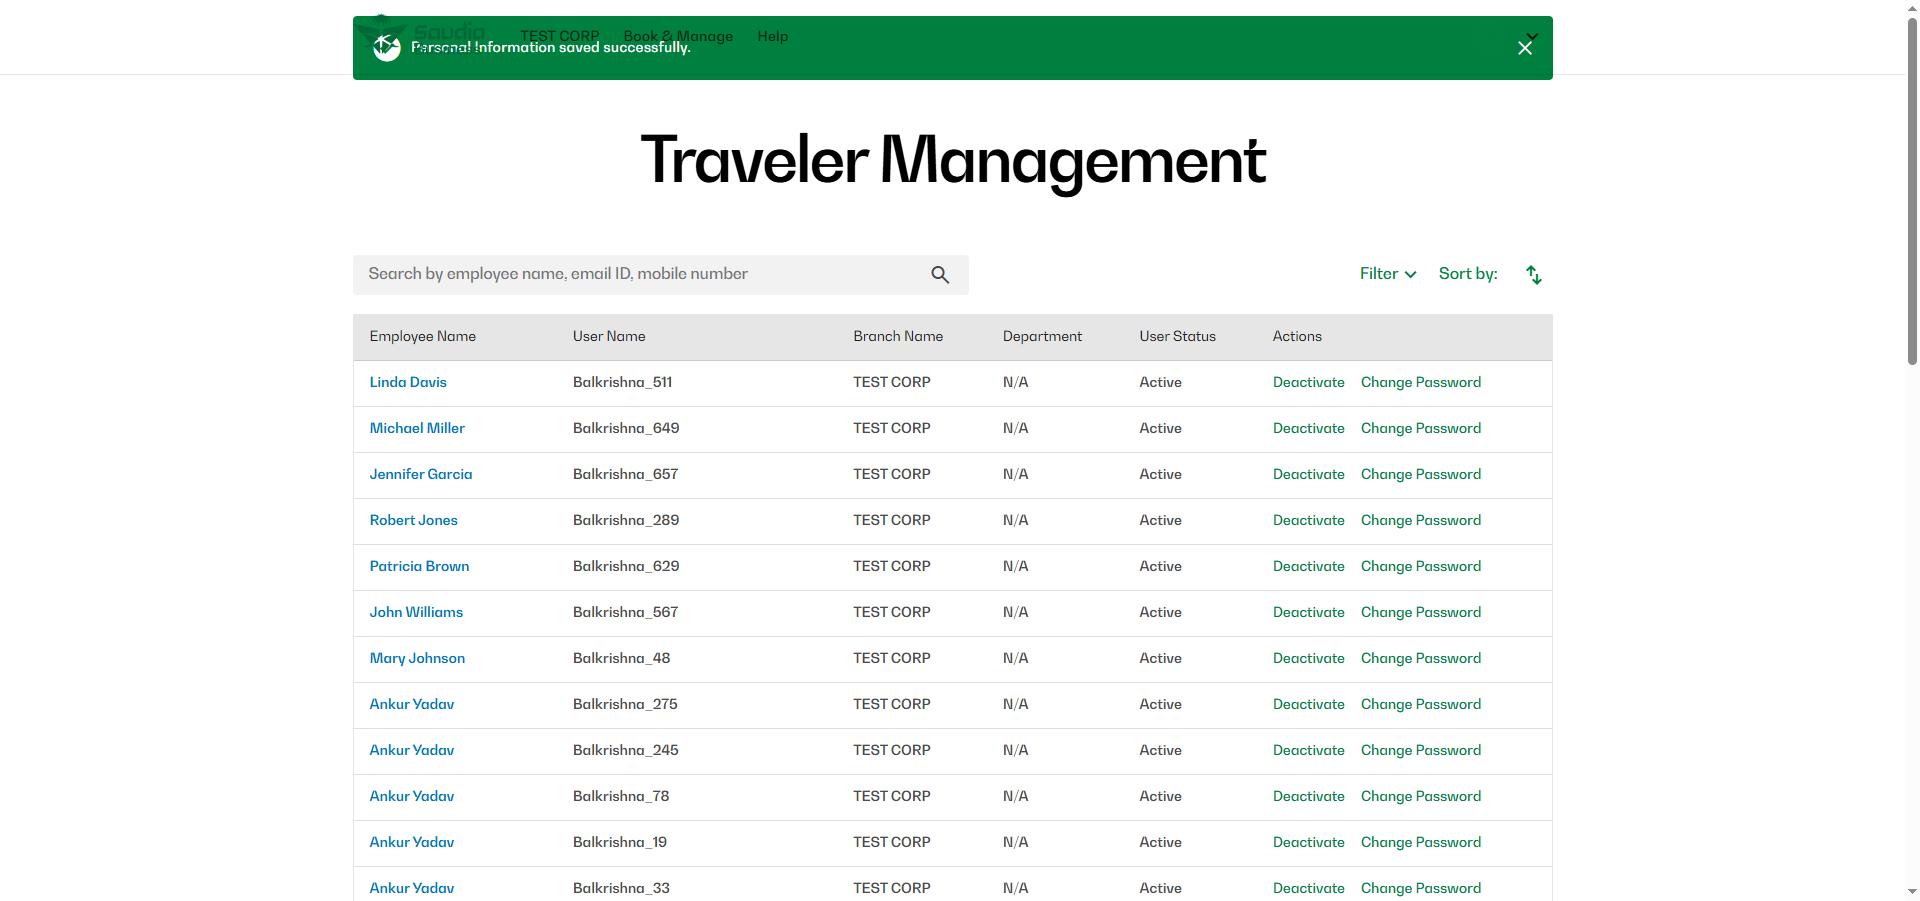 Saudia
TEST CORP Book & Manage Help
Personal Information saved successfully.
Traveler Management
Search by employee name, email ID, mobile number
Filter Sort by:
Employee Name User Name Branch Name Department User Status Actions
Linda Davis Balkrishna_511 TEST CORP N/A Active Deactivate Change Password
Michael Miller Balkrishna_649 TEST CORP N/A Active Deactivate Change Password
Jennifer Garcia Balkrishna_657 TEST CORP N/A Active Deactivate Change Password
Robert Jones Balkrishna_289 TEST CORP N/A Active Deactivate Change Password
Patricia Brown Balkrishna_629 TEST CORP N/A Active Deactivate Change Password
John Williams Balkrishna_567 TEST CORP N/A Active Deactivate Change Password
Mary Johnson Balkrishna_48 TEST CORP N/A Active Deactivate Change Password
Ankur Yadav Balkrishna_275 TEST CORP N/A Active Deactivate Change Password
Ankur Yadav Balkrishna_245 TEST CORP N/A Active Deactivate Change Password
Ankur Yadav Balkrishna_78 TEST CORP N/A Active Deactivate Change Password
Ankur Yadav Balkrishna_19 TEST CORP N/A Active Deactivate Change Password
Ankur Yadav Balkrishna_33 TEST CORP N/A Active Deactivate Change Password